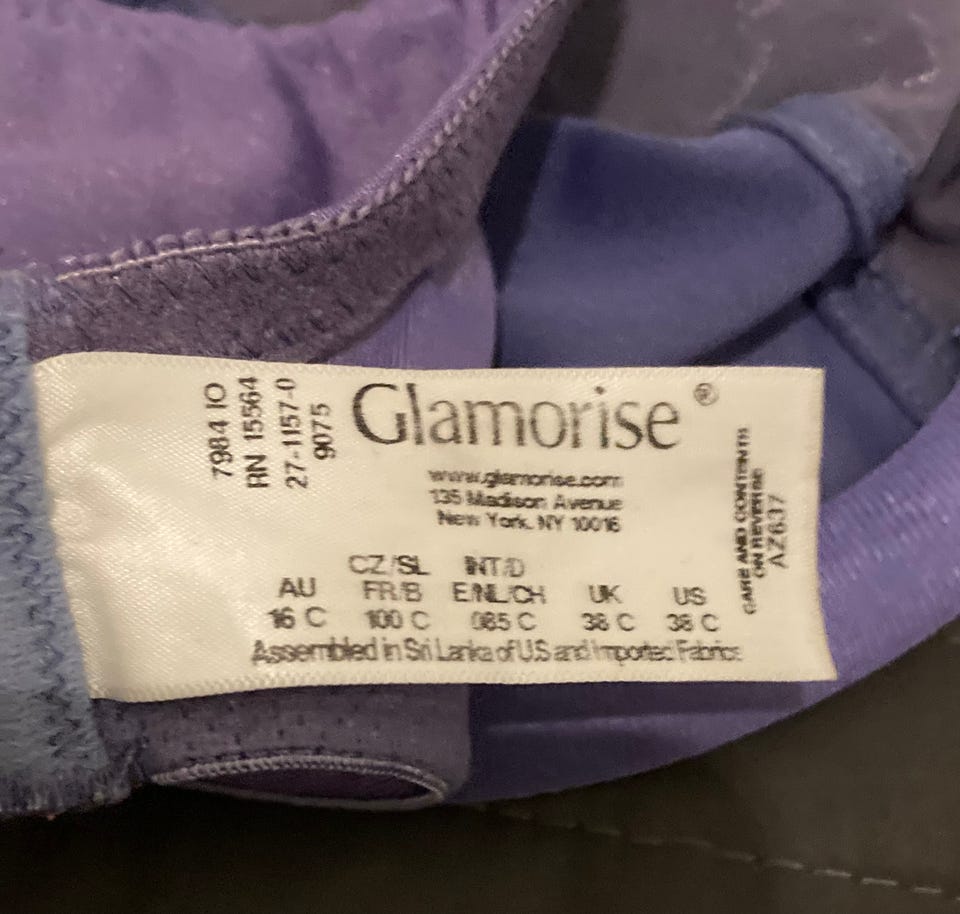 7984 IO
RN 15564
27-1157-0
9075
Glamorise®
www.glamorise.com
135 Madison Avenue
New York, NY 10016
CZ/SL INT/D
AU FR/B E/NL/CH UK US
16 C 100 C 085 C 38 C 38 C
Assembled in Sri Lanka of U.S and Imported Fabrics
CARE AND CONTENTS
ON REVERSE
AZ637